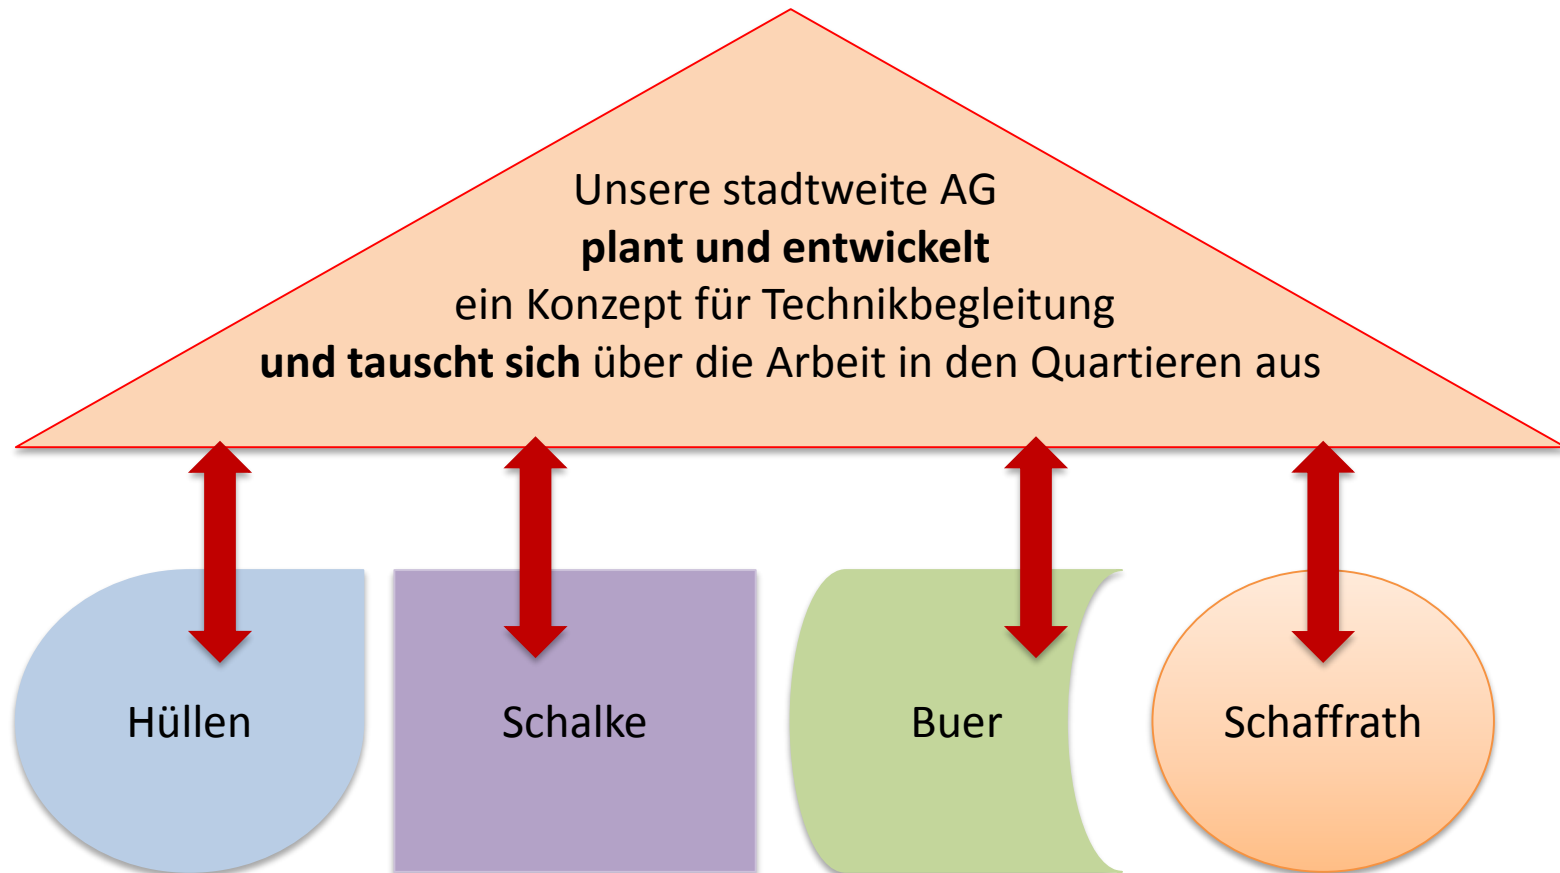 Unsere stadtweite AG
plant und entwickelt
ein Konzept für Technikbegleitung
und tauscht sich über die Arbeit in den Quartieren aus
Hüllen
Schalke
Buer
Schaffrath